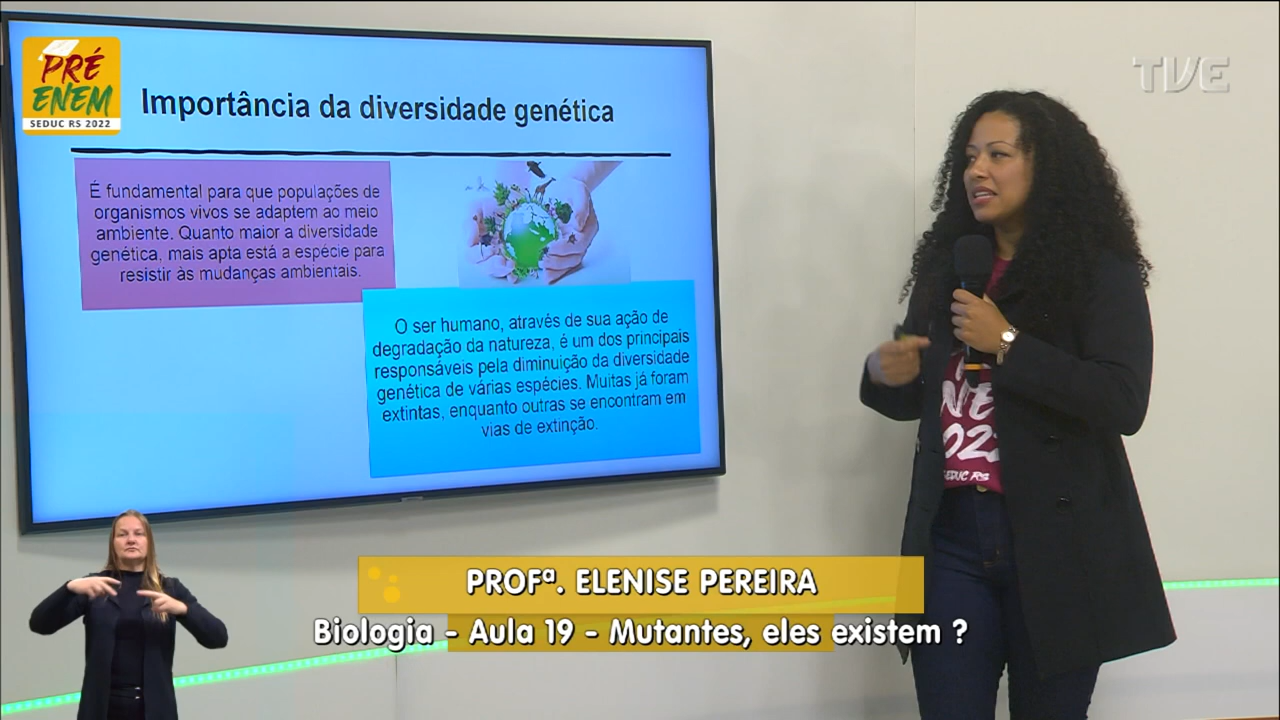 PRÉ
ENEM
SEDUC RS 2022
TVE
Importância da diversidade genética
É fundamental para que populações de
organismos vivos se adaptem ao meio
ambiente. Quanto maior a diversidade
genética, mais apta está a espécie para
resistir às mudanças ambientais.
O ser humano, através de sua ação de
degradação da natureza, é um dos principais
responsáveis pela diminuição da diversidade
genética de várias espécies. Muitas já foram
extintas, enquanto outras se encontram em
vias de extinção.
2022
SEDUC RS
PROFª. ELENISE PEREIRA
Biologia - Aula 19 - Mutantes, eles existem ?